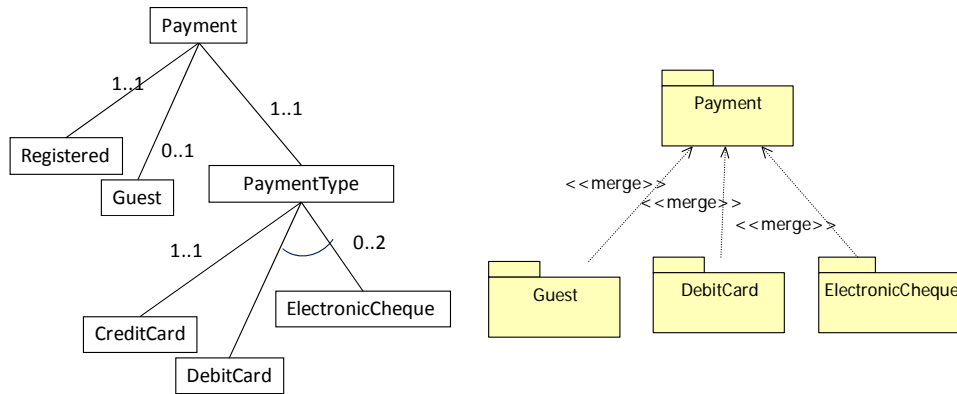 Payment
1..1
1..1
0..1
Registered
Guest
PaymentType
1..1
0..2
CreditCard
ElectronicCheque
DebitCard
Payment
<<merge>>
<<merge>>
<<merge>>
Guest
DebitCard
ElectronicCheque